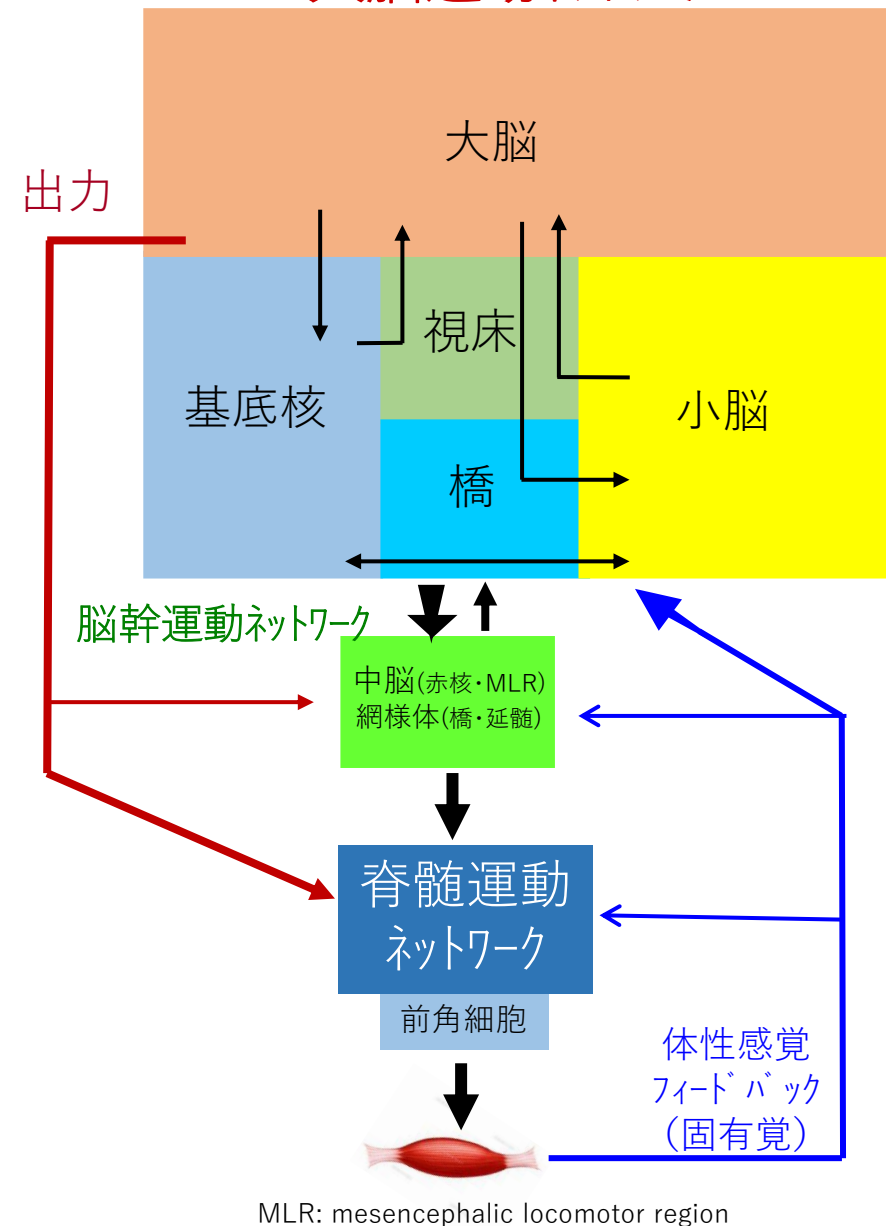 大脳
出力
視床
基底核
小脳
橋
脳幹運動ネットワーク
中脳(赤核・MLR)
網様体(橋・延髄)
脊髄運動
ネットワーク
前角細胞
体性感覚
フィードバック
(固有覚)
MLR: mesencephalic locomotor region